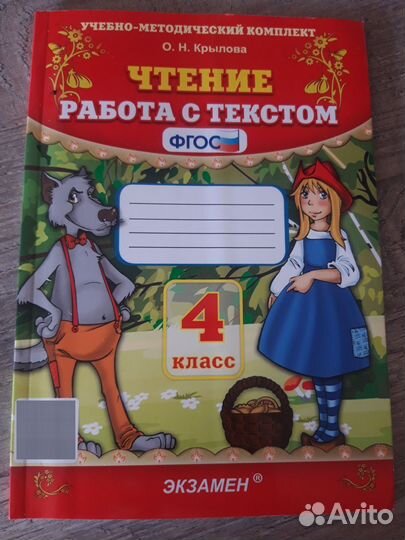 УЧЕБНО-МЕТОДИЧЕСКИЙ КОМПЛЕКТ
О. Н. Крылова
ЧТЕНИЕ
РАБОТА С ТЕКСТОМ
ФГОС
4
класс
ЭКЗАМЕН®
Avito